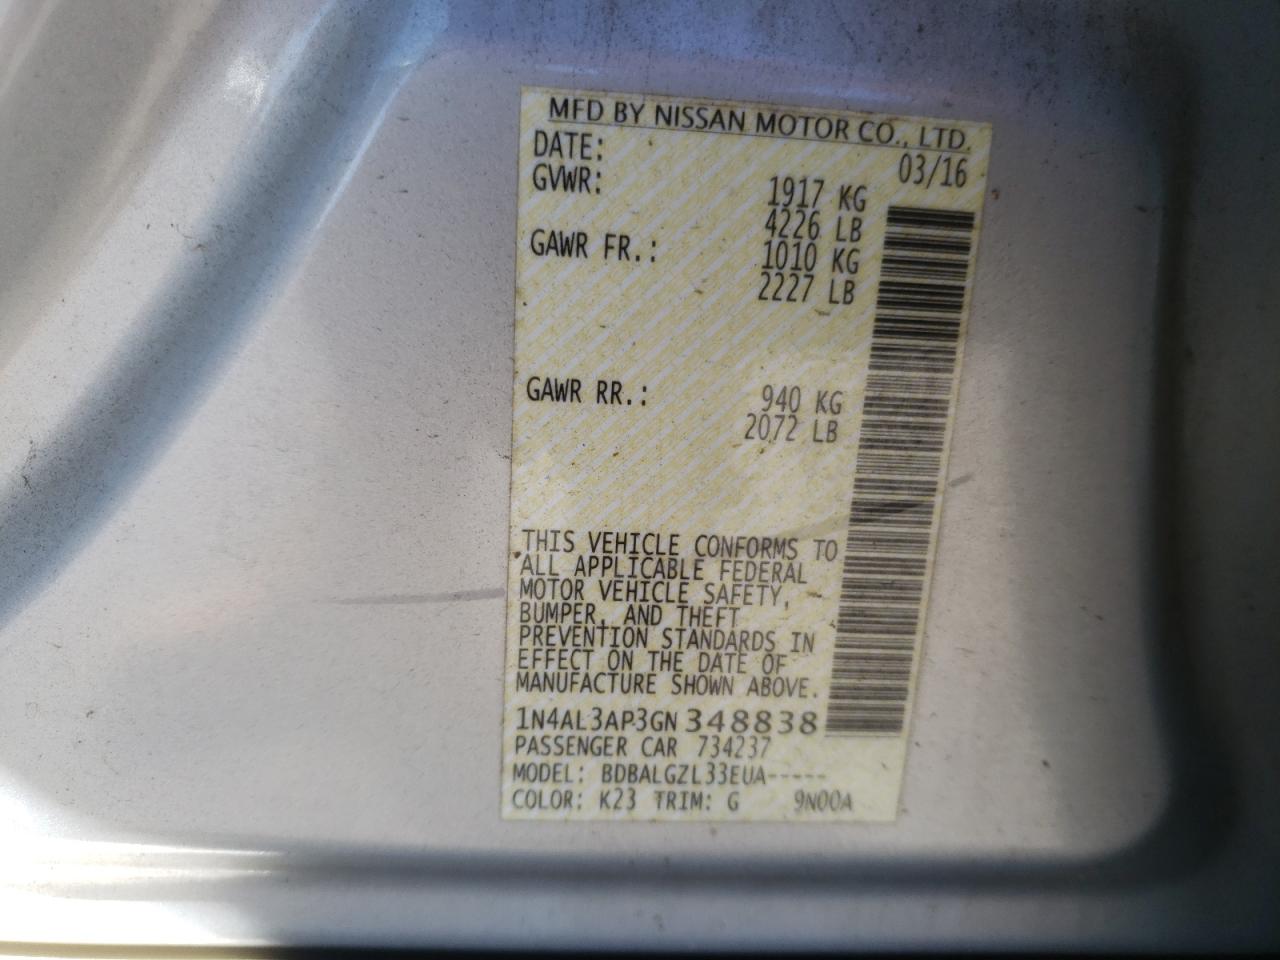 MFD BY NISSAN MOTOR CO., LTD.
DATE: 03/16
GVWR: 1917 KG
4226 LB
GAWR FR.: 1010 KG
2227 LB
GAWR RR.: 940 KG
2072 LB
THIS VEHICLE CONFORMS TO
ALL APPLICABLE FEDERAL
MOTOR VEHICLE SAFETY,
BUMPER, AND THEFT
PREVENTION STANDARDS IN
EFFECT ON THE DATE OF
MANUFACTURE SHOWN ABOVE.
1N4AL3AP3GN348838
PASSENGER CAR 734237
MODEL: BDBALGZL33EUA-----
COLOR: K23 TRIM: G 9N00A